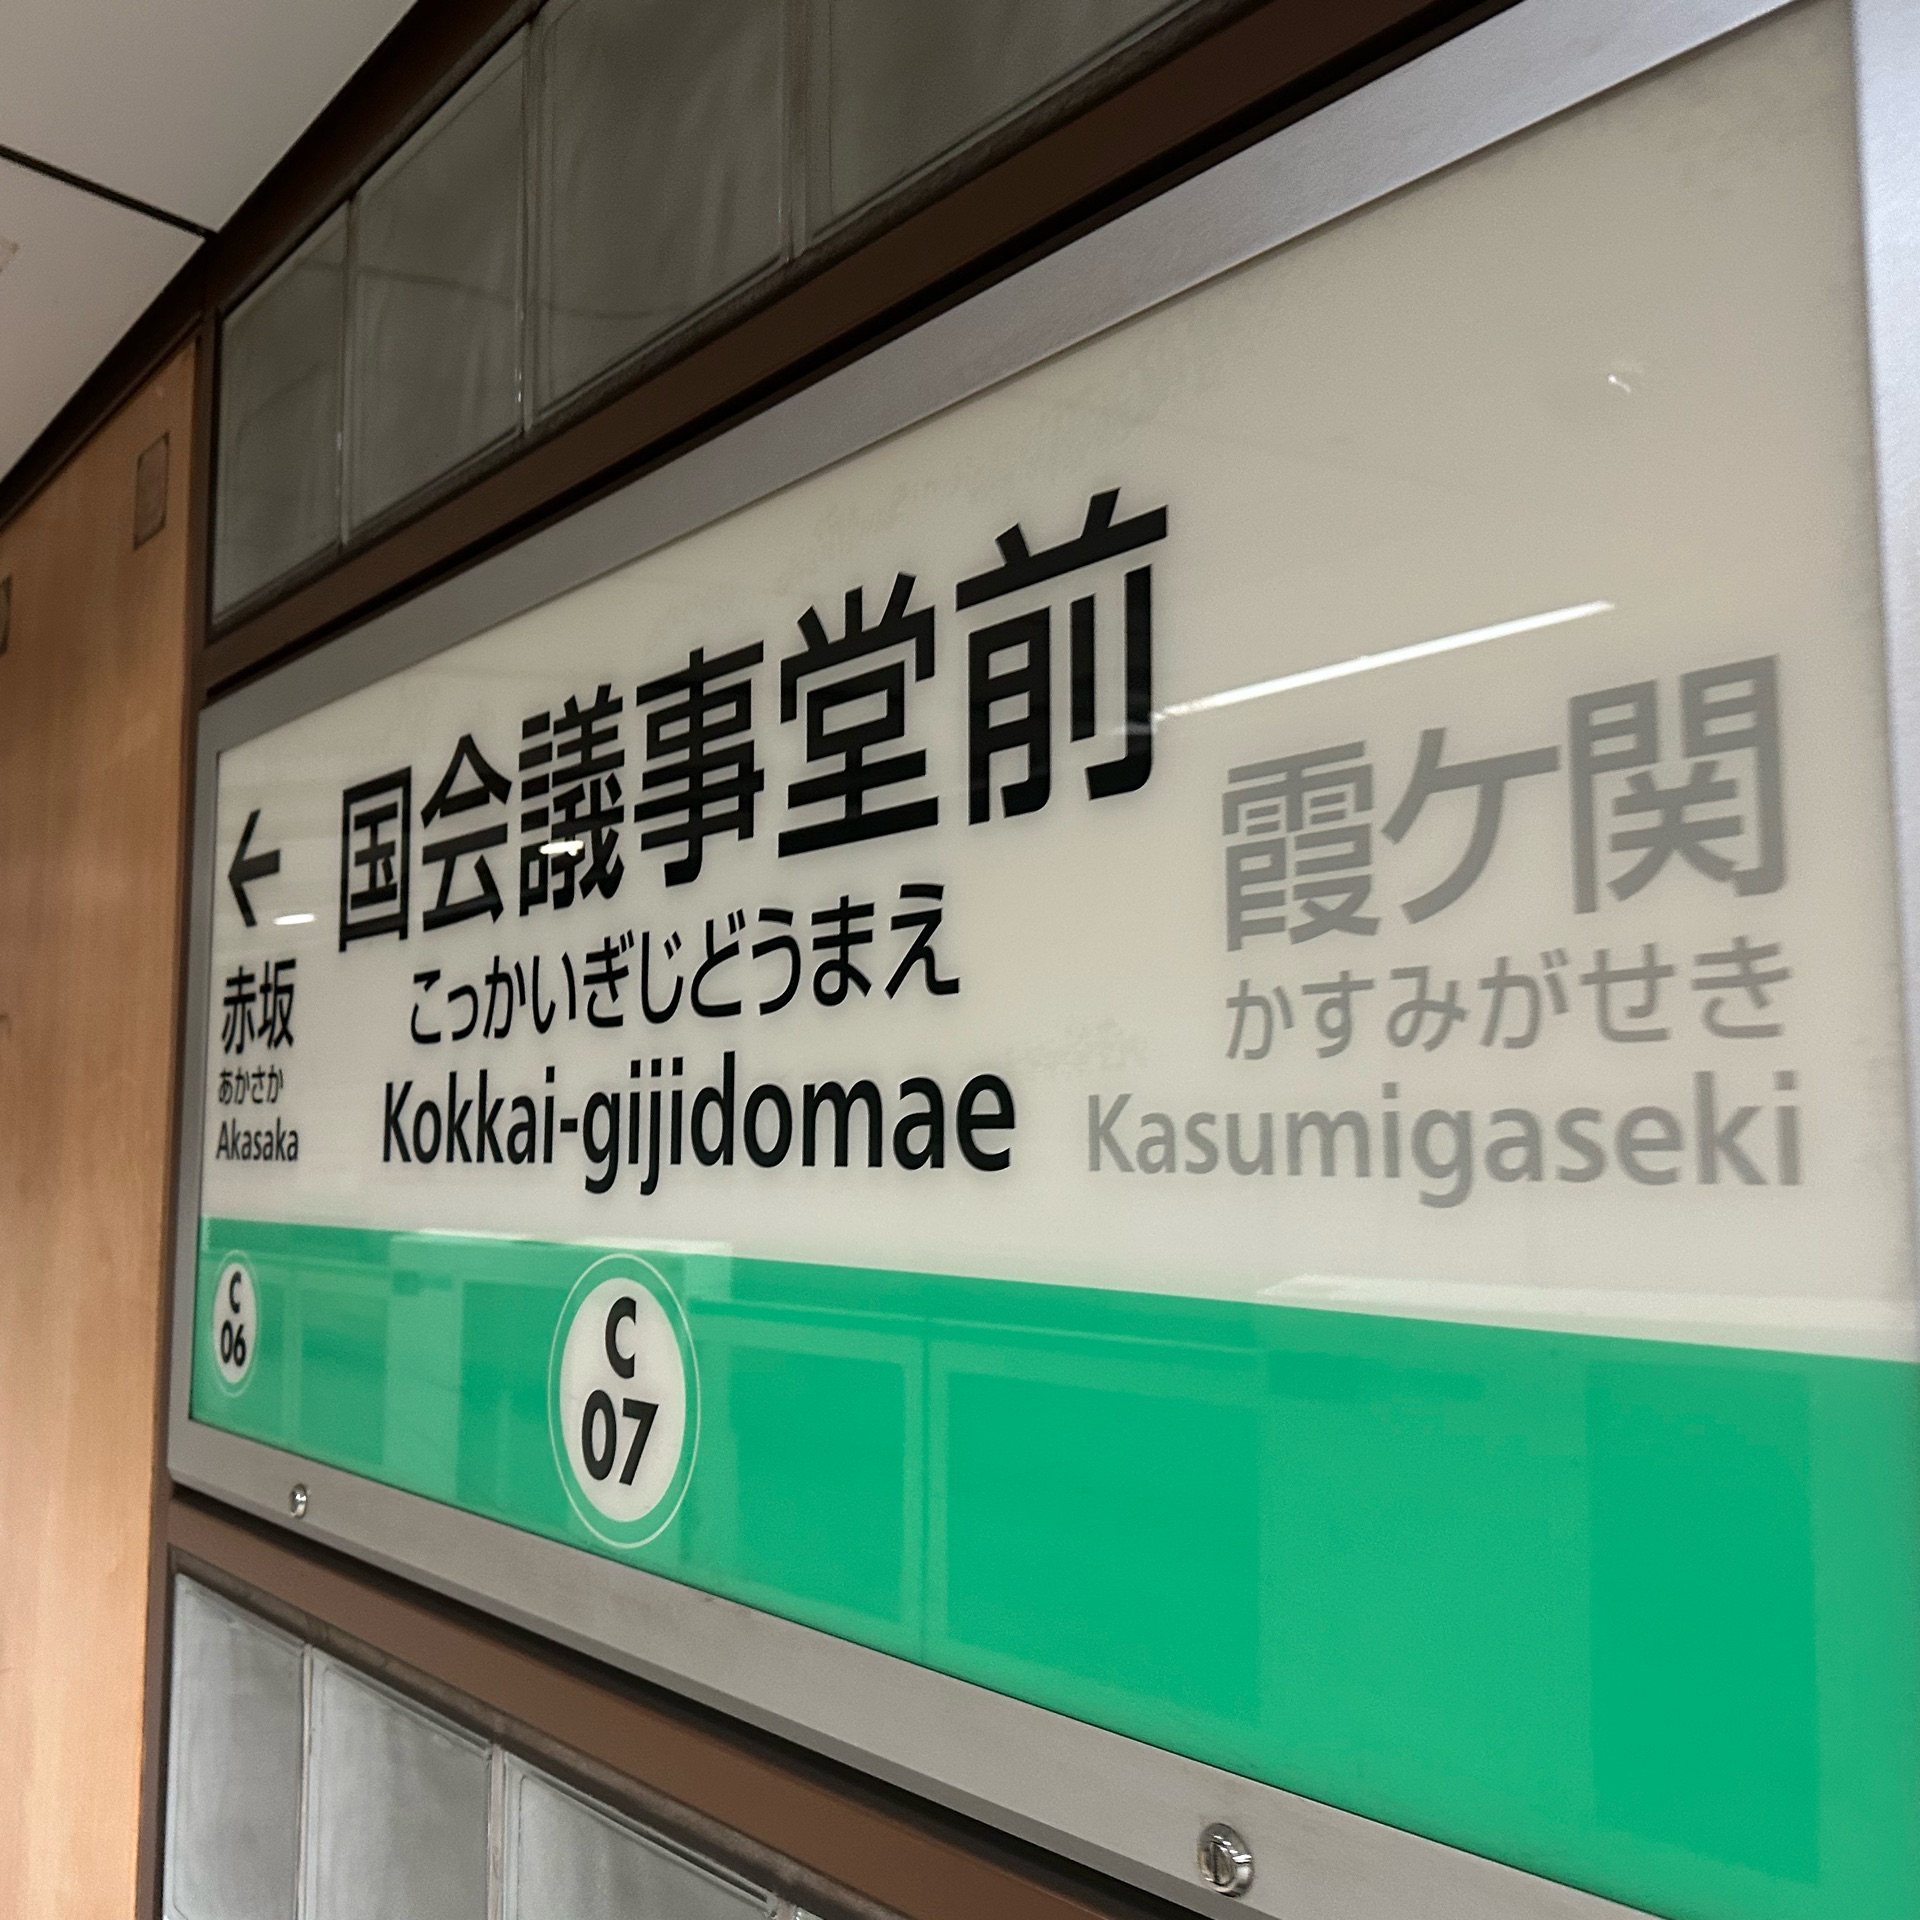 ←
赤坂
あかさか
Akasaka
国会議事堂前
こっかいぎじどうまえ
Kokkai-gijidomae
霞ケ関
かすみがせき
Kasumigaseki
C
06
C
07